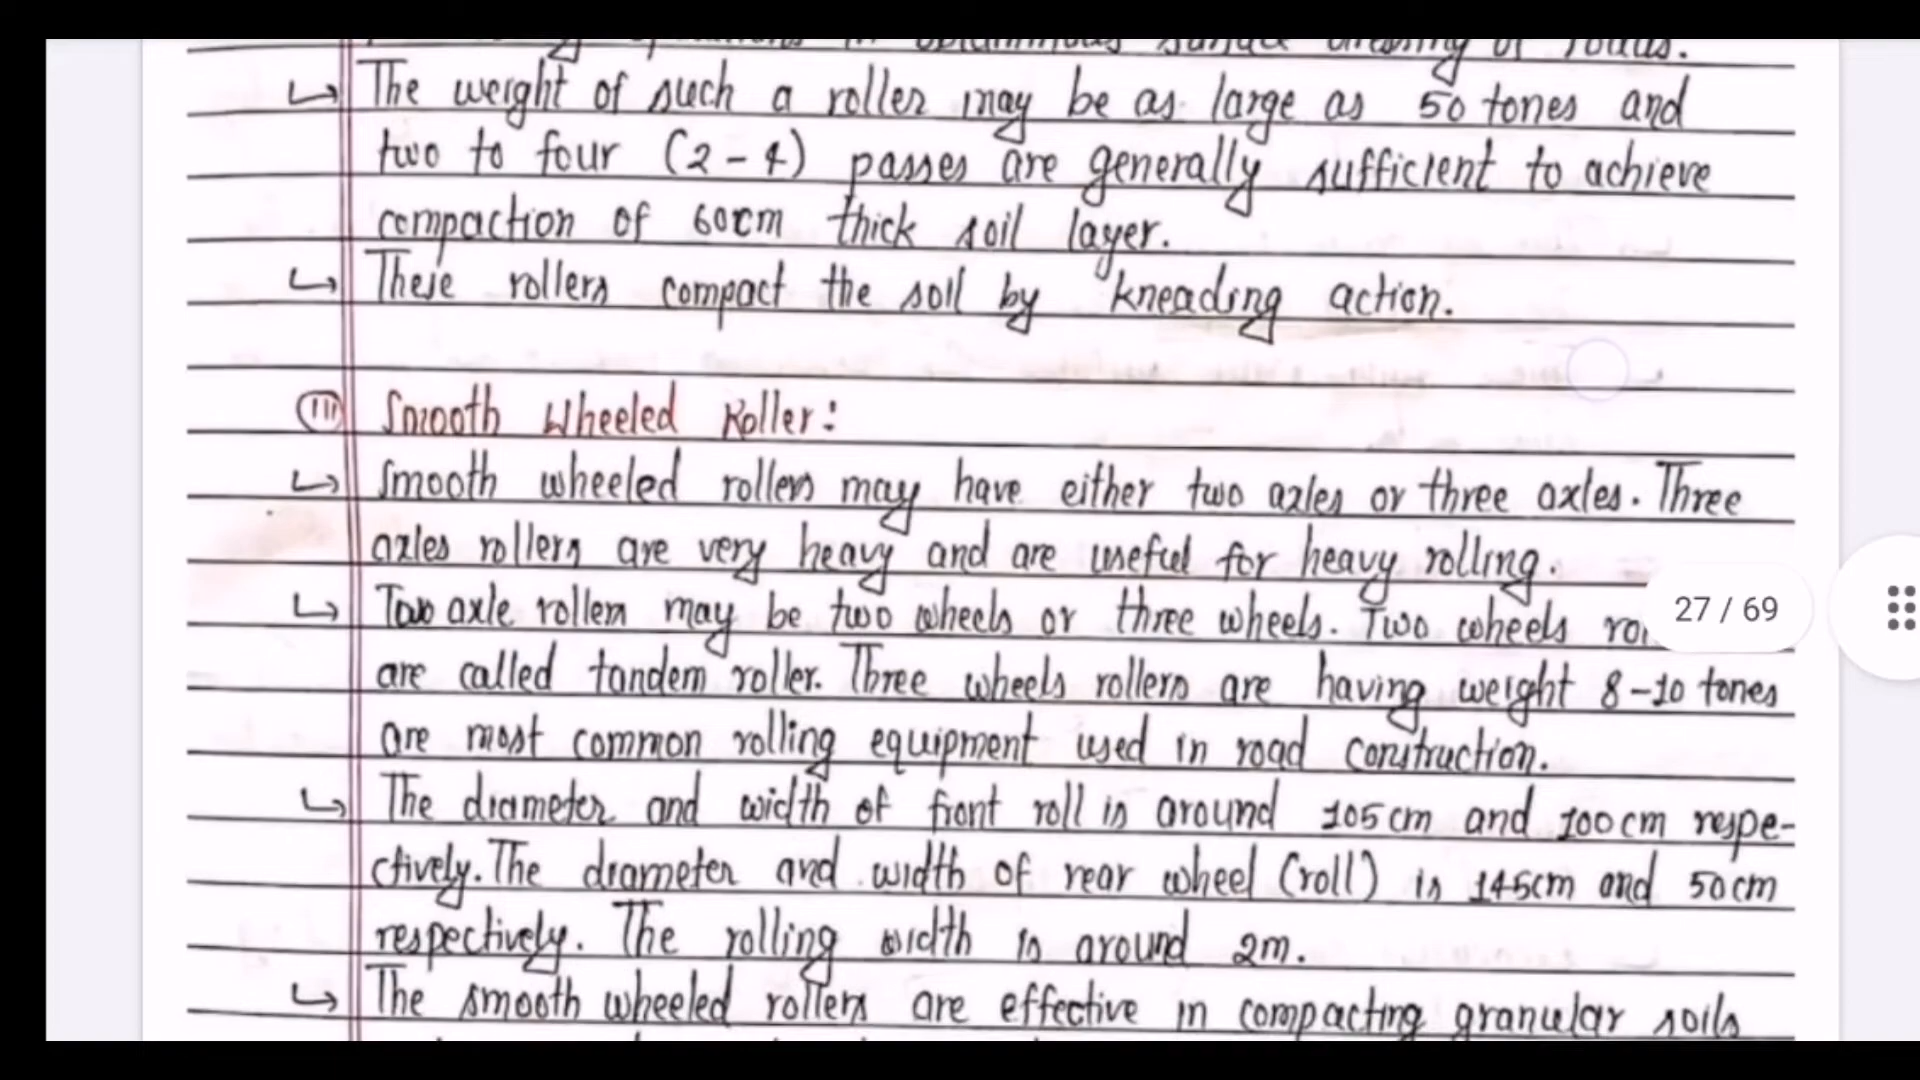 in bituminous surface dressing of roads.
↳ The weight of such a roller may be as large as 50 tones and
two to four (2-4) passes are generally sufficient to achieve
compaction of 60cm thick soil layer.
↳ These rollers compact the soil by kneading action.
(iii) Smooth Wheeled Roller:
↳ Smooth wheeled rollers may have either two axles or three axles. Three
axles rollers are very heavy and are useful for heavy rolling.
↳ Two axle rollers may be two wheels or three wheels. Two wheels
27 / 69
are called tandem roller. Three wheels rollers are having weight 8-10 tones
are most common rolling equipment used in road construction.
↳ The diameter and width of front roll is around 105cm and 100cm respe-
ctively. The diameter and width of rear wheel (roll) is 145cm and 50cm
respectively. The rolling width is around 2m.
↳ The smooth wheeled rollers are effective in compacting granular soils